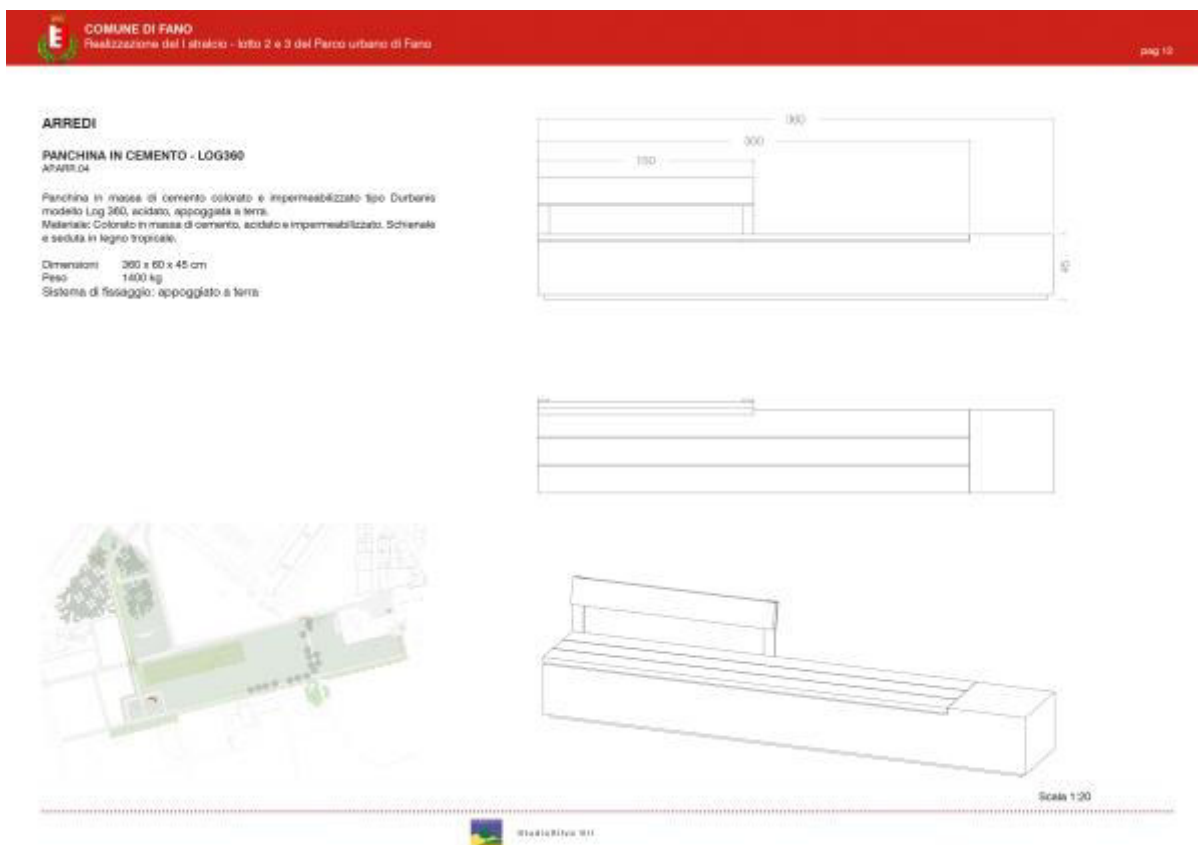 COMUNE DI FANO
Realizzazione del I stralcio - lotto 2 e 3 del Parco urbano di Fano
pag 13
ARREDI
PANCHINA IN CEMENTO - LOG360
AP.ARR.04
Panchina in massa di cemento colorato e impermeabilizzato tipo Durbanis
modello Log 360, acidato, appoggiata a terra.
Materiale: Colorato in massa di cemento, acidato e impermeabilizzato. Schienale
e seduta in legno tropicale.
Dimensioni 360 x 60 x 45 cm
Peso 1400 kg
Sistema di fissaggio: appoggiato a terra
360
300
150
45
Scala 1:20
StudioSilva Srl